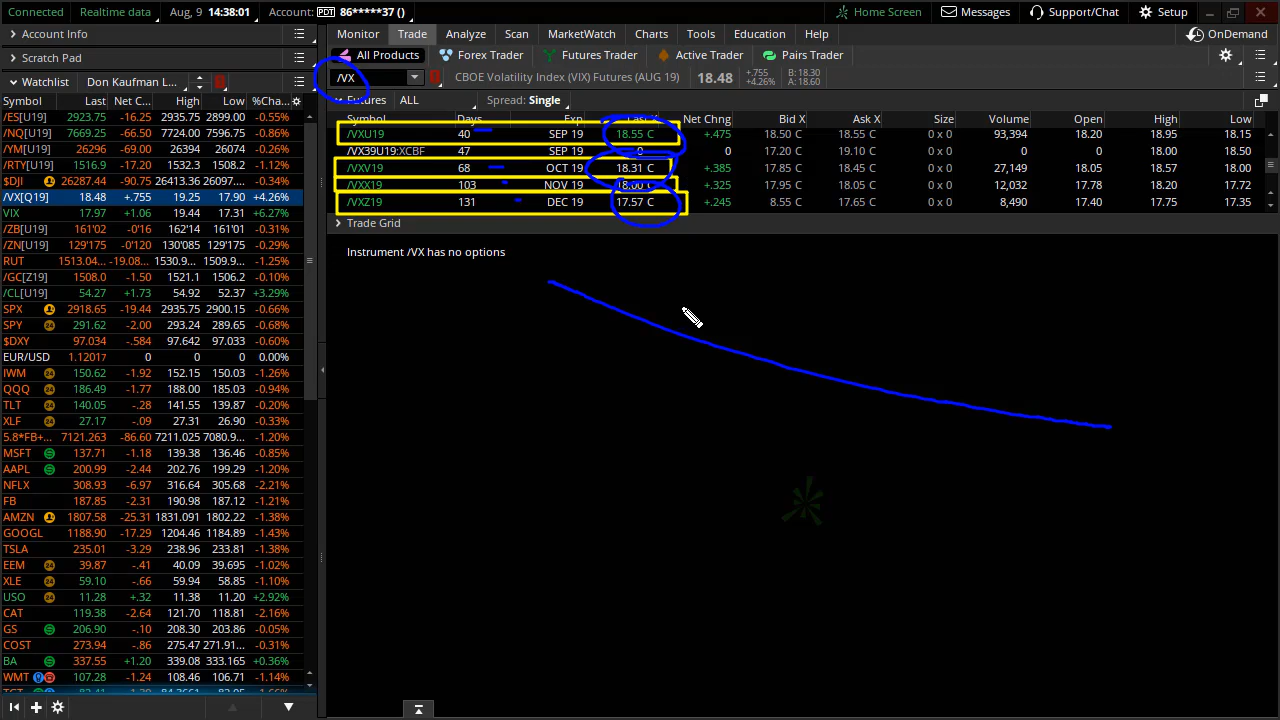 Connected Realtime data Aug, 9 14:38:01 Account: PDT 86*****37 () Home Screen Messages Support/Chat Setup
Account Info
Scratch Pad
Watchlist Don Kaufman L...
Symbol Last Net C... High Low %Cha...
/ES[U19] 2923.75 -16.25 2935.75 2899.00 -0.55%
/NQ[U19] 7669.25 -66.50 7724.00 7596.75 -0.86%
/YM[U19] 26296 -69.00 26394 26074 -0.26%
/RTY[U19] 1516.9 -17.20 1532.3 1508.2 -1.12%
$DJI 26287.44 -90.75 26413.36 26097.... -0.34%
/VX[Q19] 18.48 +.755 19.25 17.90 +4.26%
VIX 17.97 +1.06 19.44 17.31 +6.27%
/ZB[U19] 161'02 -0'16 162'14 161'01 -0.31%
/ZN[U19] 129'175 -0'120 130'085 129'175 -0.29%
RUT 1513.04... -19.08... 1530.9... 1509.9... -1.25%
/GC[Z19] 1508.0 -1.50 1521.1 1506.2 -0.10%
/CL[U19] 54.27 +1.73 54.92 52.37 +3.29%
SPX 2918.65 -19.44 2935.75 2900.15 -0.66%
SPY 24 291.62 -2.00 293.24 289.65 -0.68%
$DXY 97.034 -.584 97.642 97.033 -0.60%
EUR/USD 1.12017 0 0 0 0.00%
IWM 24 150.62 -1.92 152.15 150.03 -1.26%
QQQ 24 186.49 -1.77 188.00 185.03 -0.94%
TLT 24 140.05 -.28 141.55 139.87 -0.20%
XLF 24 27.17 -.09 27.31 26.90 -0.33%
5.8*FB+... 7121.263 -86.60 7211.025 7080.9... -1.20%
MSFT S 137.71 -1.18 139.38 136.46 -0.85%
AAPL S 200.99 -2.44 202.76 199.29 -1.20%
NFLX 308.93 -6.97 316.64 305.68 -2.21%
FB 187.85 -2.31 190.98 187.12 -1.21%
AMZN 1807.58 -25.31 1831.091 1802.22 -1.38%
GOOGL 1188.90 -17.29 1204.46 1184.89 -1.43%
TSLA 235.01 -3.29 238.96 233.81 -1.38%
EEM 24 39.87 -.41 40.09 39.695 -1.02%
XLE 24 59.10 -.66 59.94 58.85 -1.10%
USO 24 11.28 +.32 11.38 11.20 +2.92%
CAT 119.38 -2.64 121.70 118.81 -2.16%
GS S 206.90 -.10 208.30 203.86 -0.05%
COST 273.94 -.86 275.47 271.91... -0.31%
BA S 337.55 +1.20 339.08 333.165 +0.36%
WMT 107.28 -1.24 108.46 106.71 -1.14%
Monitor Trade Analyze Scan MarketWatch Charts Tools Education Help OnDemand
All Products Forex Trader Futures Trader Active Trader Pairs Trader
/VX CBOE Volatility Index (VIX) Futures (AUG 19) 18.48 +.755 +4.26% B: 18.30 A: 18.60
Futures ALL Spread: Single
Symbol Days Exp Last X Net Chng Bid X Ask X Size Volume Open High Low
/VXU19 40 SEP 19 18.55 C +.475 18.50 C 18.55 C 0 x 0 93,394 18.20 18.95 18.15
/VX39U19:XCBF 47 SEP 19 0 0 17.20 C 19.10 C 0 x 0 0 0 18.00 18.50
/VXV19 68 OCT 19 18.31 C +.385 17.85 C 18.35 C 0 x 0 27,149 18.05 18.57 18.00
/VXX19 103 NOV 19 18.00 C +.325 17.95 C 18.05 C 0 x 0 12,032 17.78 18.20 17.72
/VXZ19 131 DEC 19 17.57 C +.245 8.55 C 17.65 C 0 x 0 8,490 17.40 17.75 17.35
Trade Grid
Instrument /VX has no options